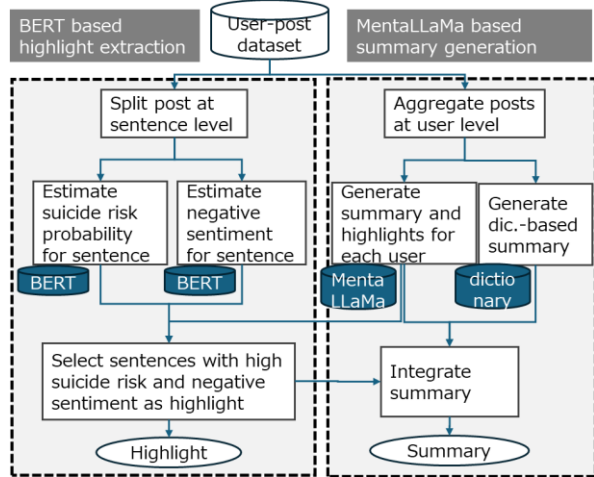 BERT based
highlight extraction
User-post
dataset
MentaLLaMa based
summary generation
Split post at
sentence level
Aggregate posts
at user level
Estimate
suicide risk
probability
for sentence
Estimate
negative
sentiment for
sentence
Generate
summary and
highlights for
each user
Generate
dic.-based
summary
BERT
BERT
Menta
LLaMa
dictio
nary
Select sentences with high
suicide risk and negative
sentiment as highlight
Integrate
summary
Highlight
Summary